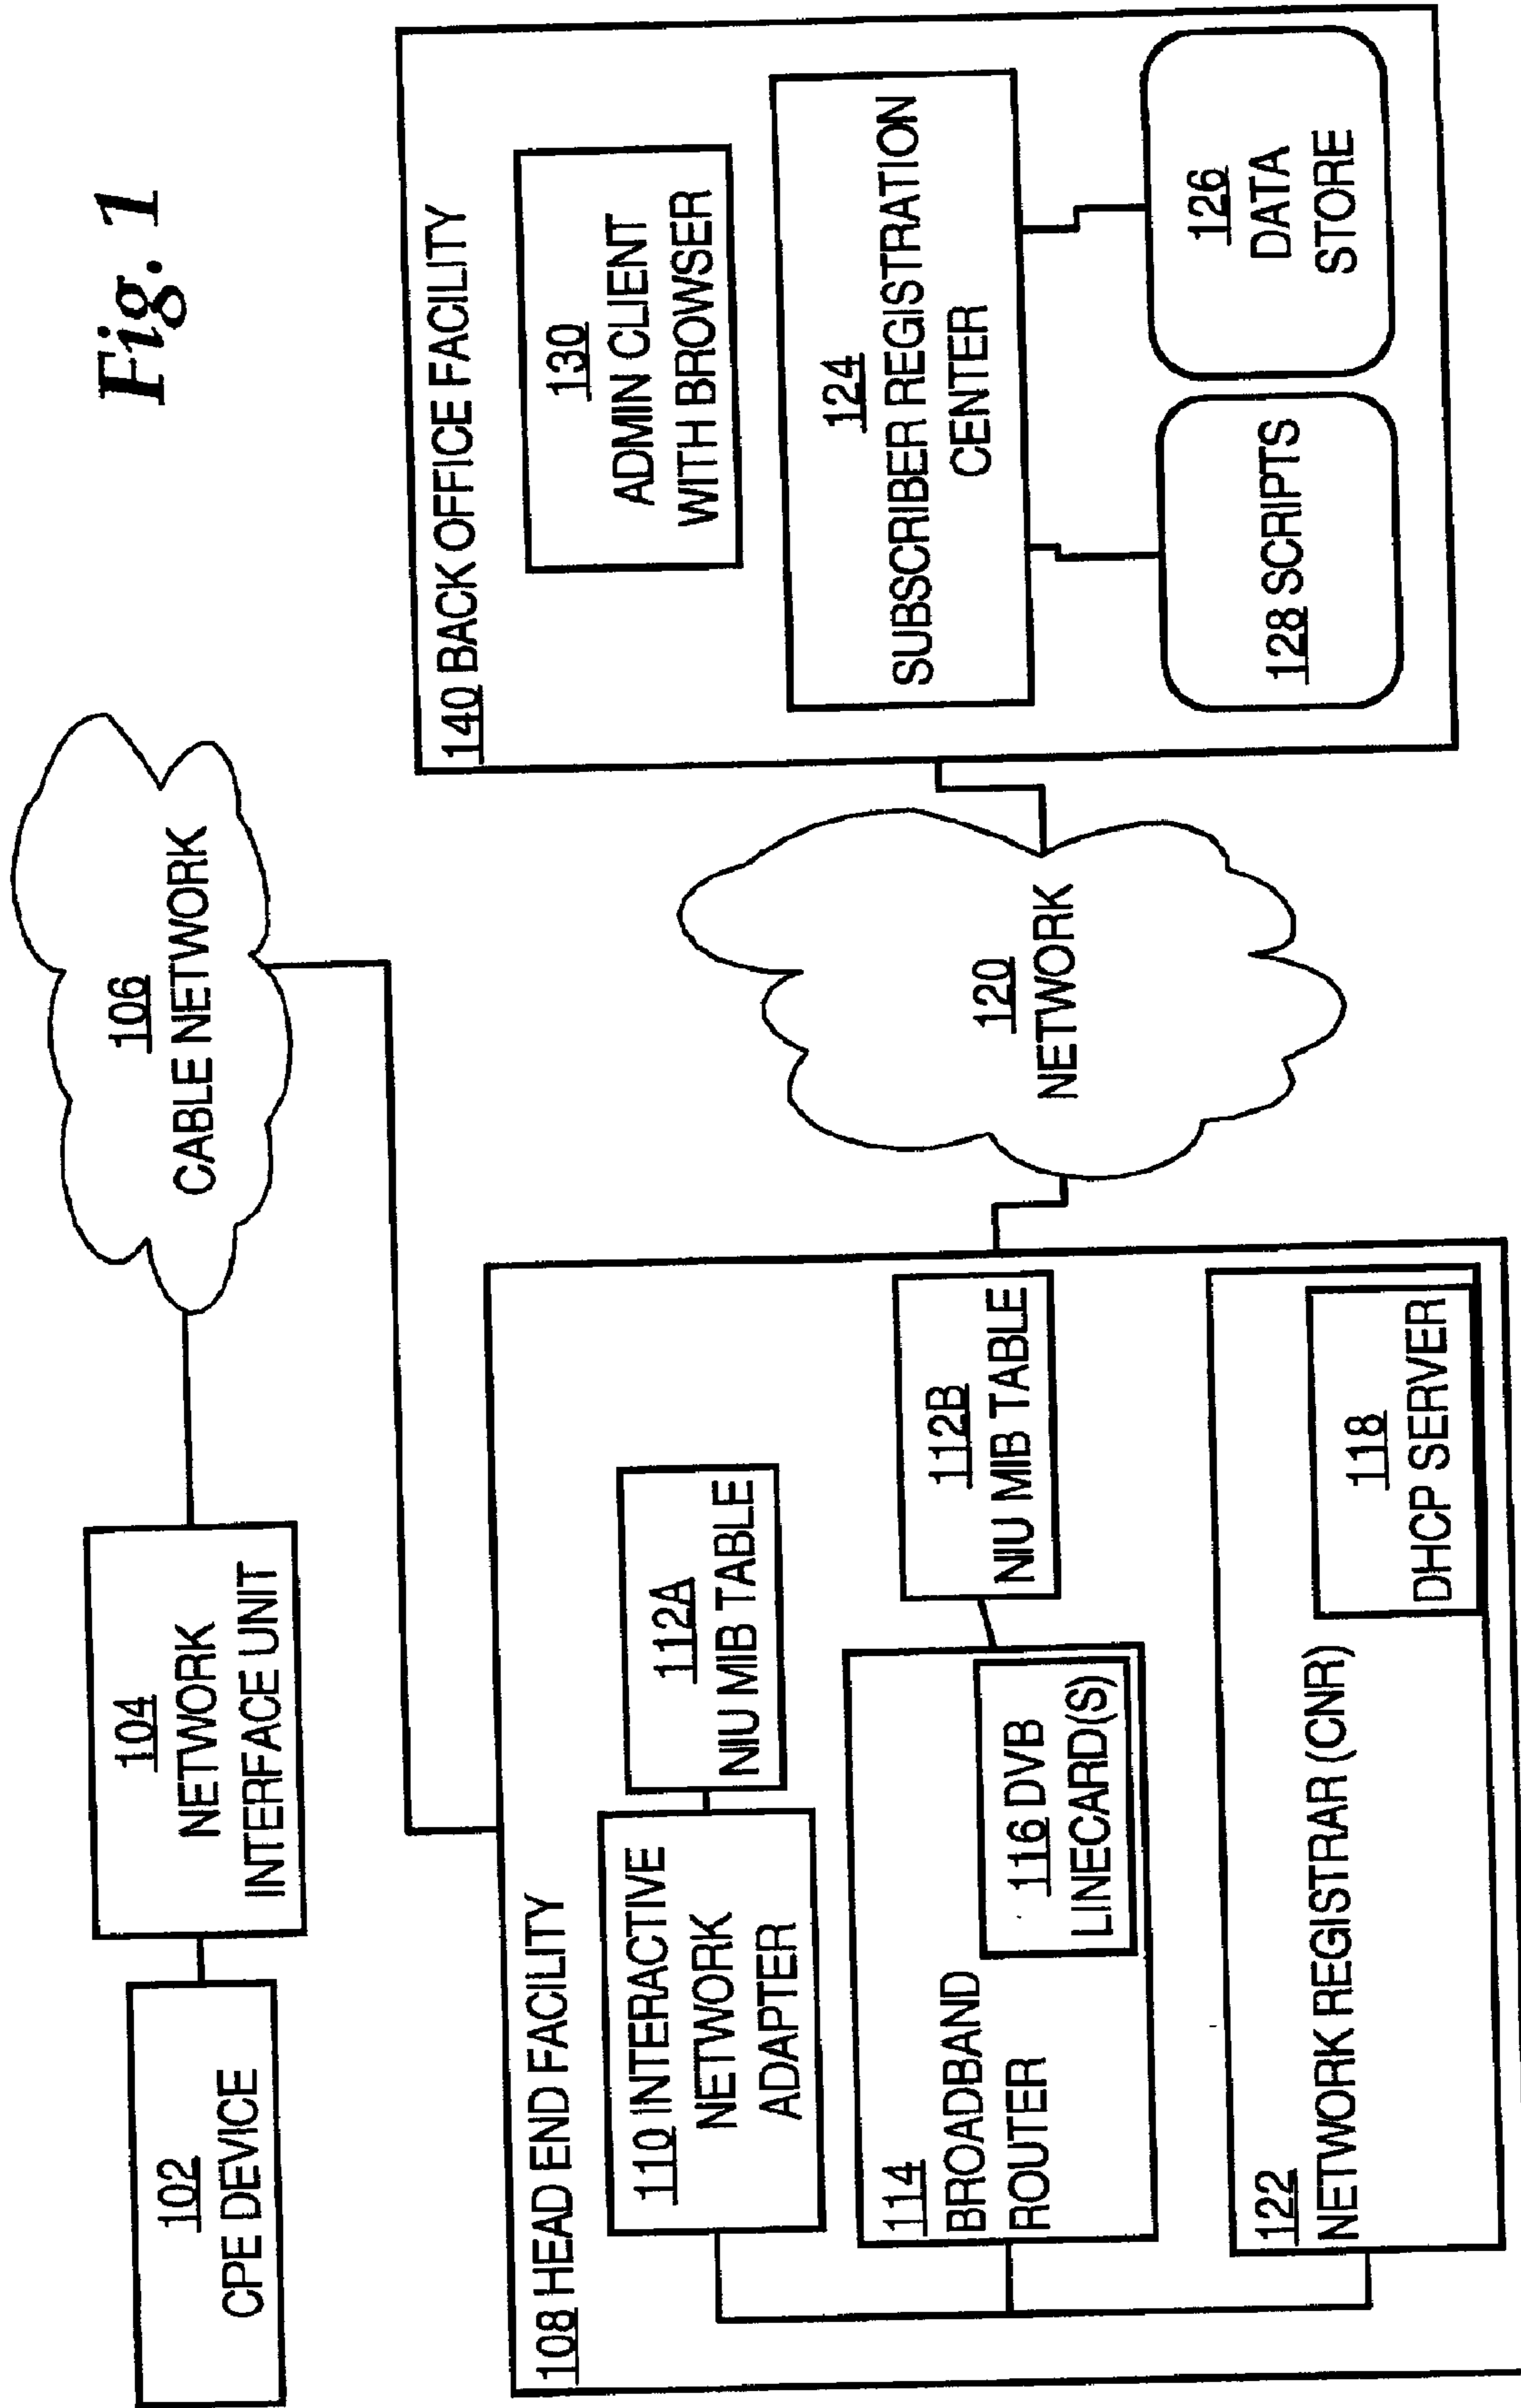 Fig. 1
102
CPE DEVICE
104
NETWORK
INTERFACE UNIT
106
CABLE NETWORK
108 HEAD END FACILITY
110 INTERACTIVE
NETWORK
ADAPTER
112A
NIU MIB TABLE
114
BROADBAND
ROUTER
116 DVB
LINECARD(S)
112B
NIU MIB TABLE
122
NETWORK REGISTRAR (CNR)
118
DHCP SERVER
120
NETWORK
140 BACK OFFICE FACILITY
130
ADMIN CLIENT
WITH BROWSER
124
SUBSCRIBER REGISTRATION
CENTER
128 SCRIPTS
126
DATA
STORE